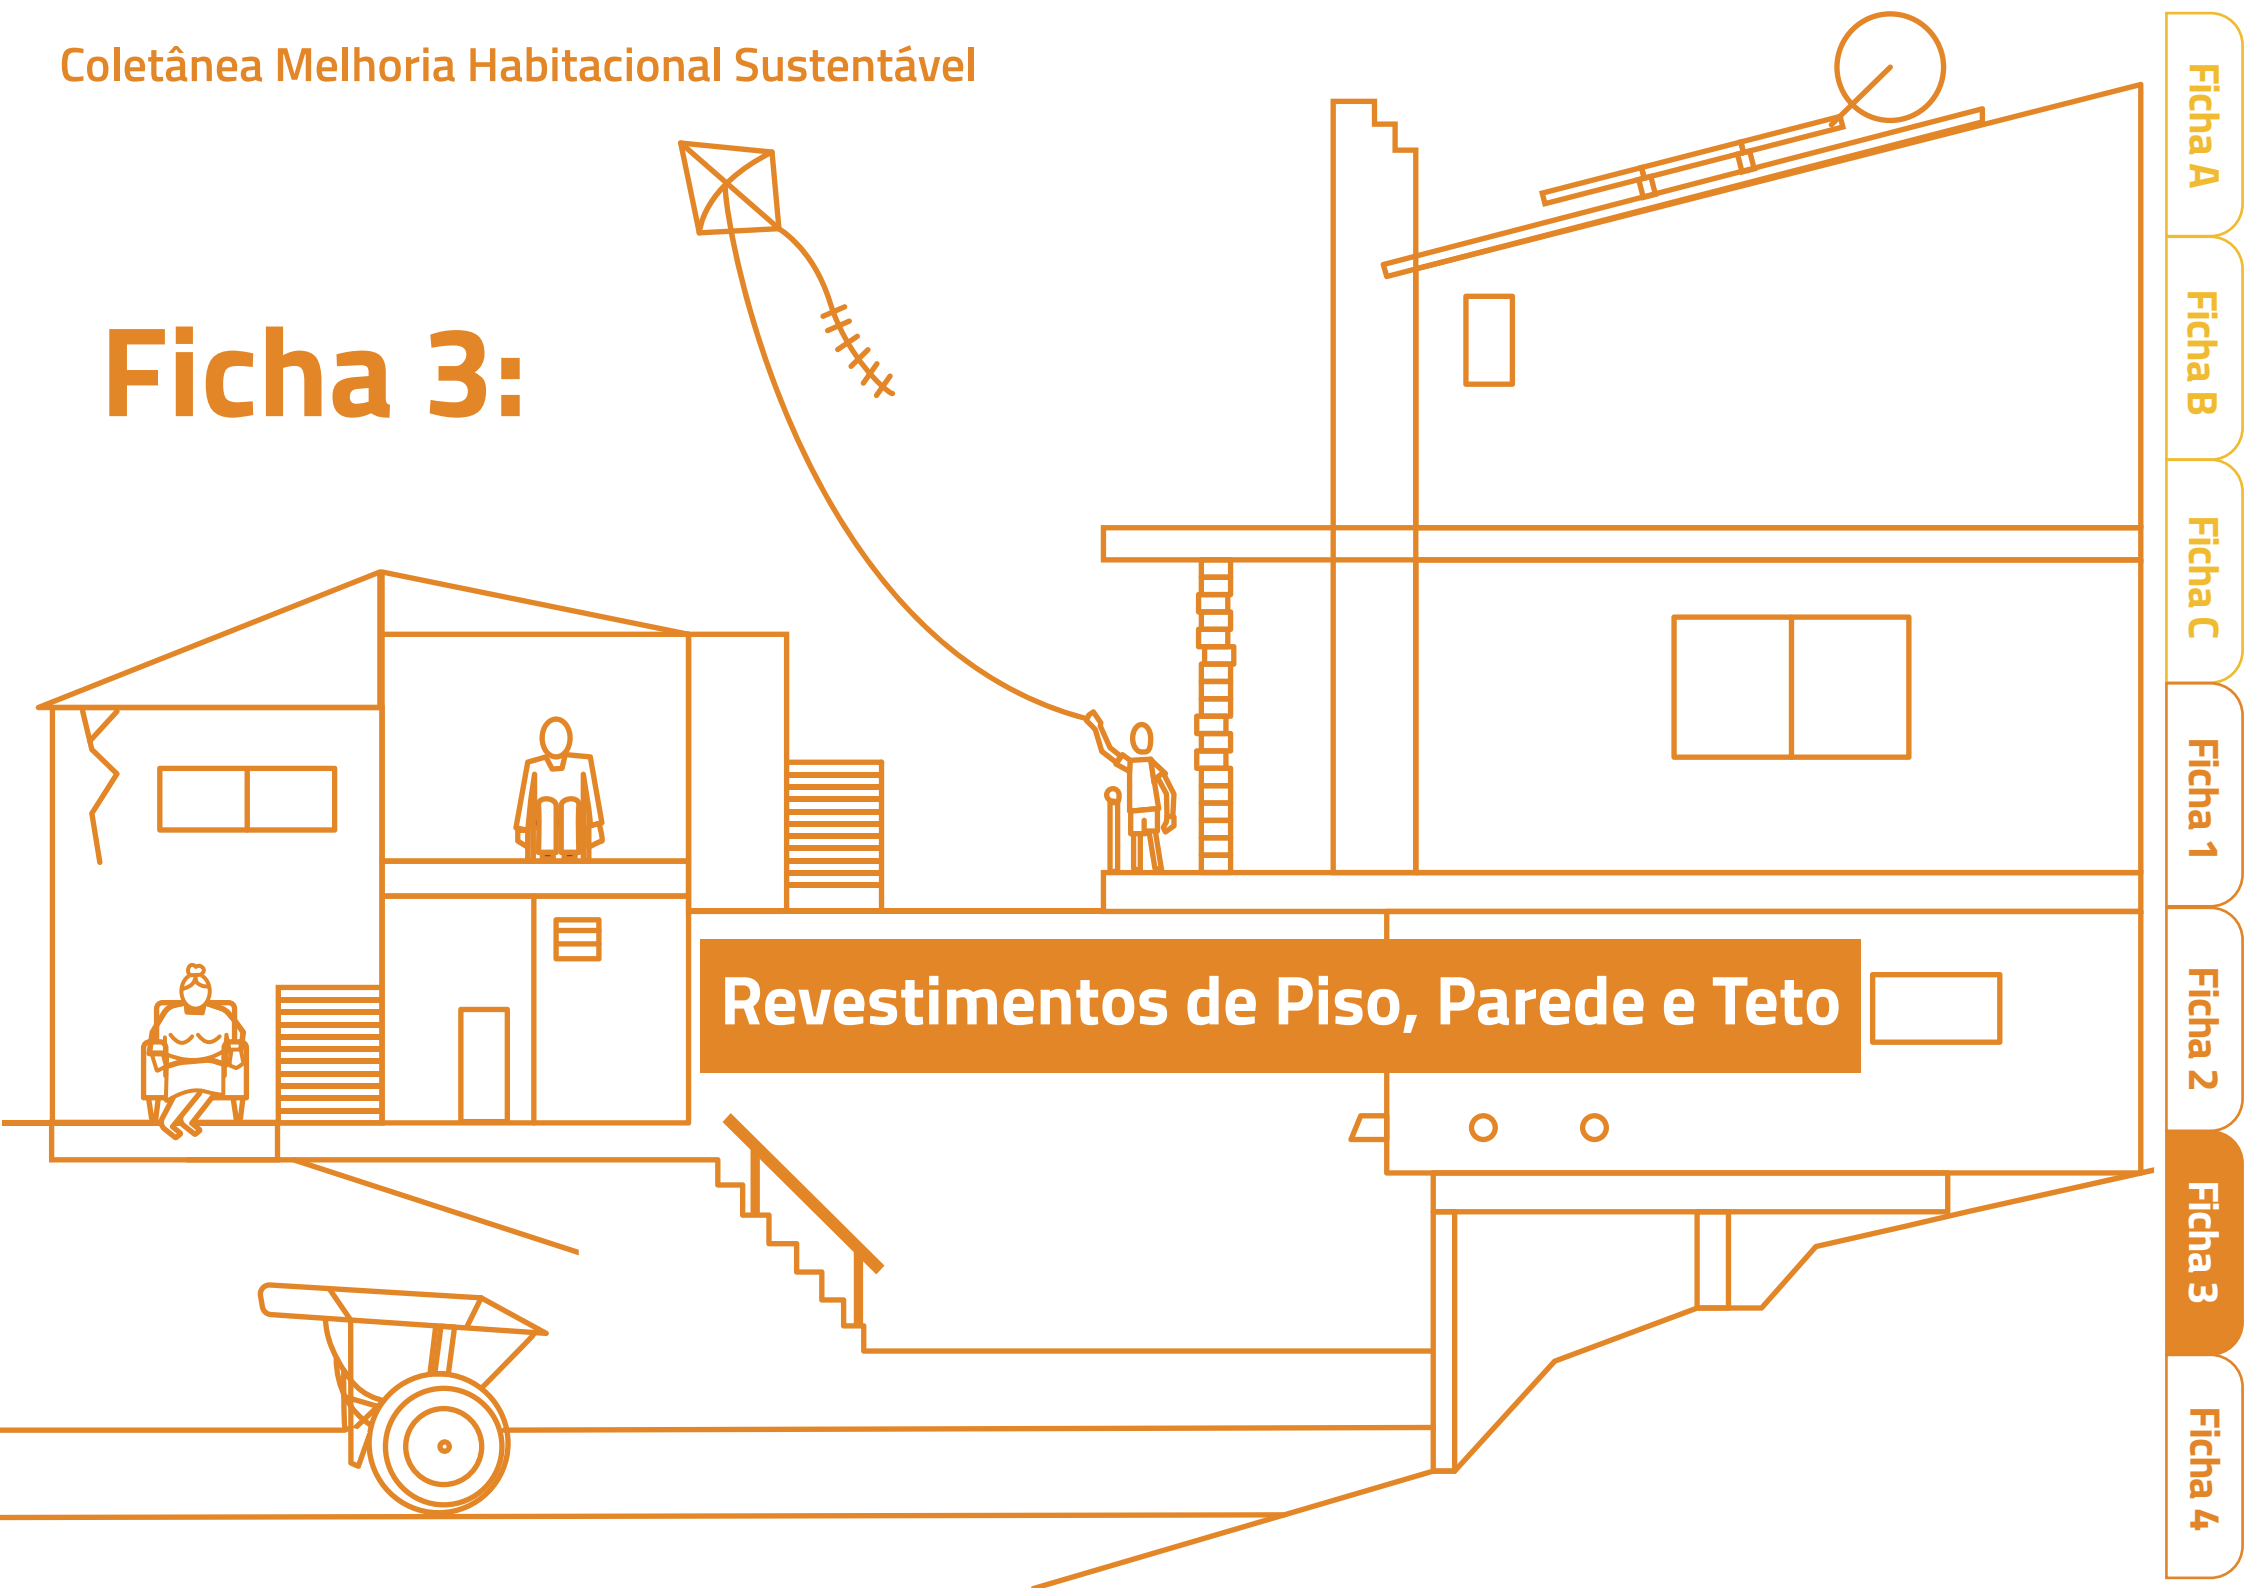 Coletânea Melhoria Habitacional Sustentável
Ficha 3:
Revestimentos de Piso, Parede e Teto
Ficha A
Ficha B
Ficha C
Ficha 1
Ficha 2
Ficha 3
Ficha 4